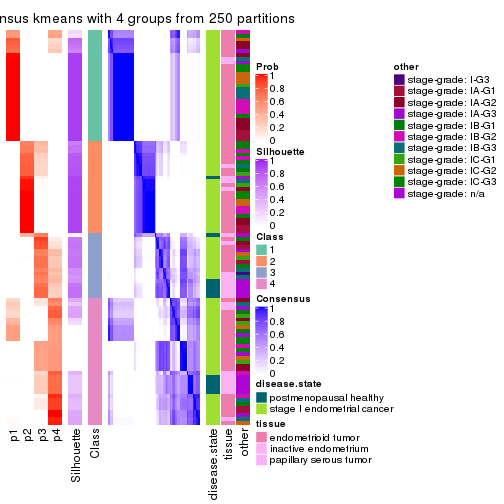 nsus kmeans with 4 groups from 250 partitions
Prob
1
0.8
0.6
0.4
0.2
0
Silhouette
1
0.8
0.6
0.4
0.2
0
Class
1
2
3
4
Consensus
1
0.8
0.6
0.4
0.2
0
disease.state
postmenopausal healthy
stage I endometrial cancer
tissue
endometrioid tumor
inactive endometrium
papillary serous tumor
other
stage-grade: I-G3
stage-grade: IA-G1
stage-grade: IA-G2
stage-grade: IA-G3
stage-grade: IB-G1
stage-grade: IB-G2
stage-grade: IB-G3
stage-grade: IC-G1
stage-grade: IC-G2
stage-grade: IC-G3
stage-grade: n/a
p1
p2
p3
p4
Silhouette
Class
disease.state
tissue
other